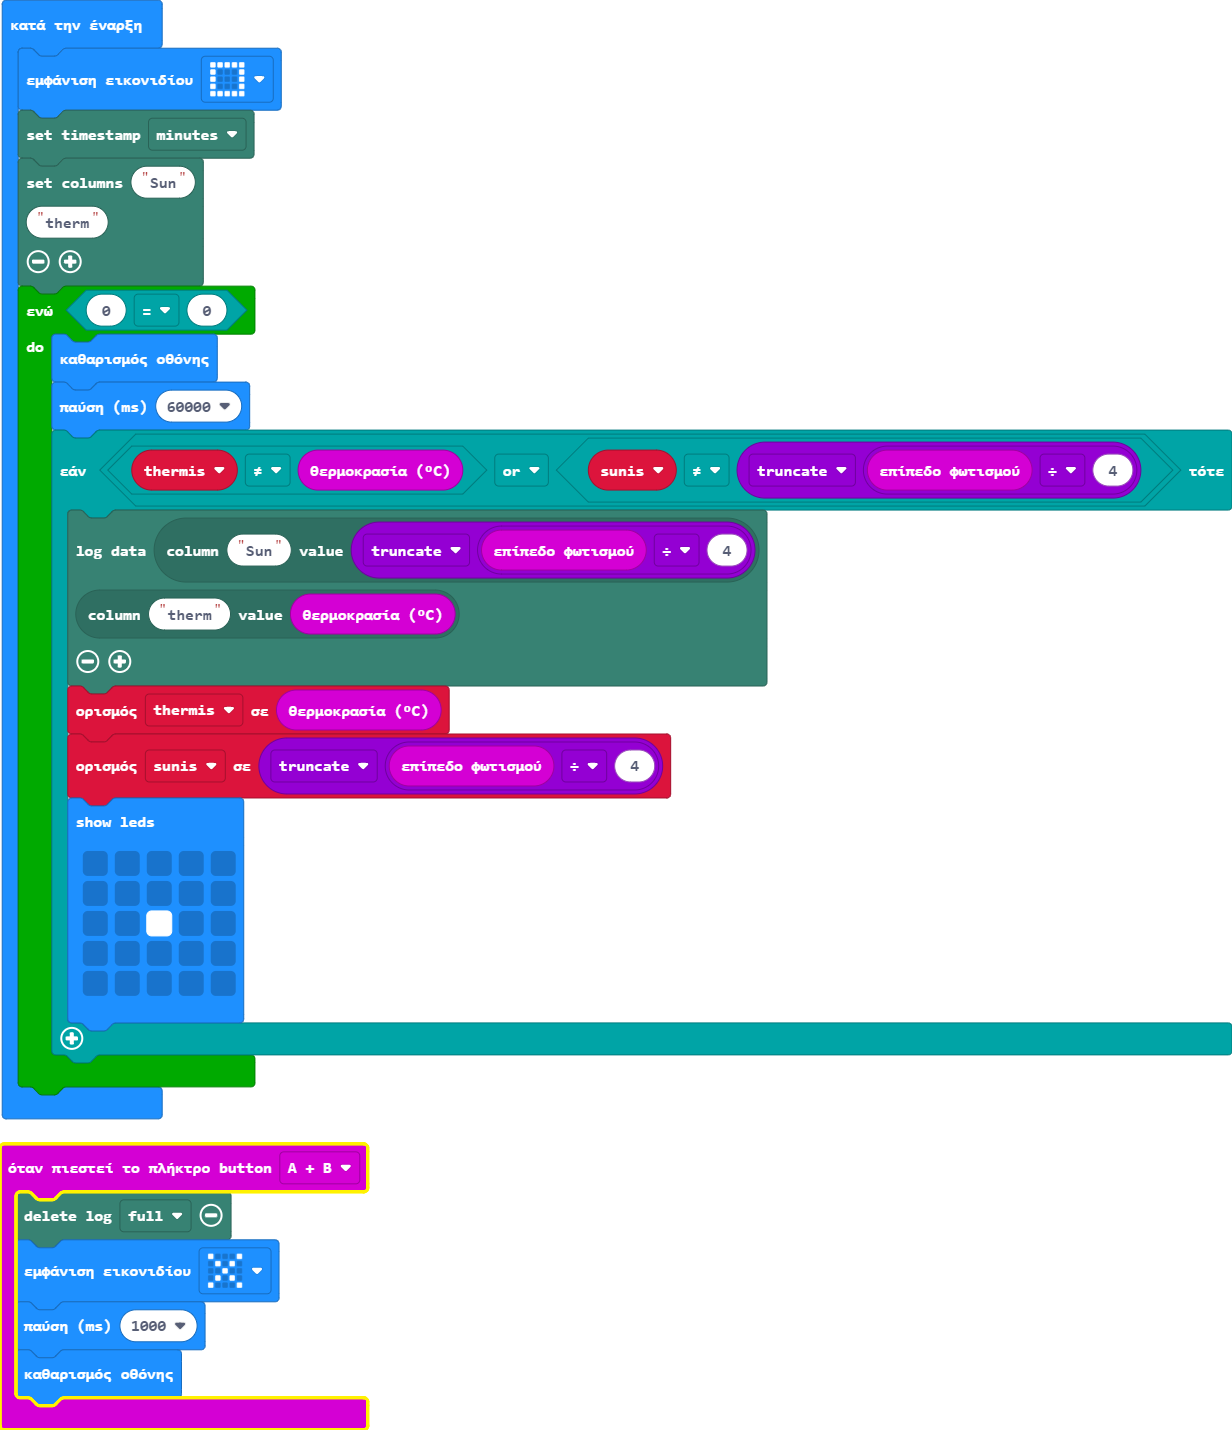 κατά την έναρξη
εμφάνιση εικονιδίου
set timestamp minutes
set columns "Sun"
"therm"
ενώ 0 = 0
do
καθαρισμός οθόνης
παύση (ms) 60000
εάν thermis ≠ θερμοκρασία (°C) or sunis ≠ truncate επίπεδο φωτισμού ÷ 4 τότε
log data column "Sun" value truncate επίπεδο φωτισμού ÷ 4
column "therm" value θερμοκρασία (°C)
ορισμός thermis σε θερμοκρασία (°C)
ορισμός sunis σε truncate επίπεδο φωτισμού ÷ 4
show leds
όταν πιεστεί το πλήκτρο button A + B
delete log full
εμφάνιση εικονιδίου
παύση (ms) 1000
καθαρισμός οθόνης